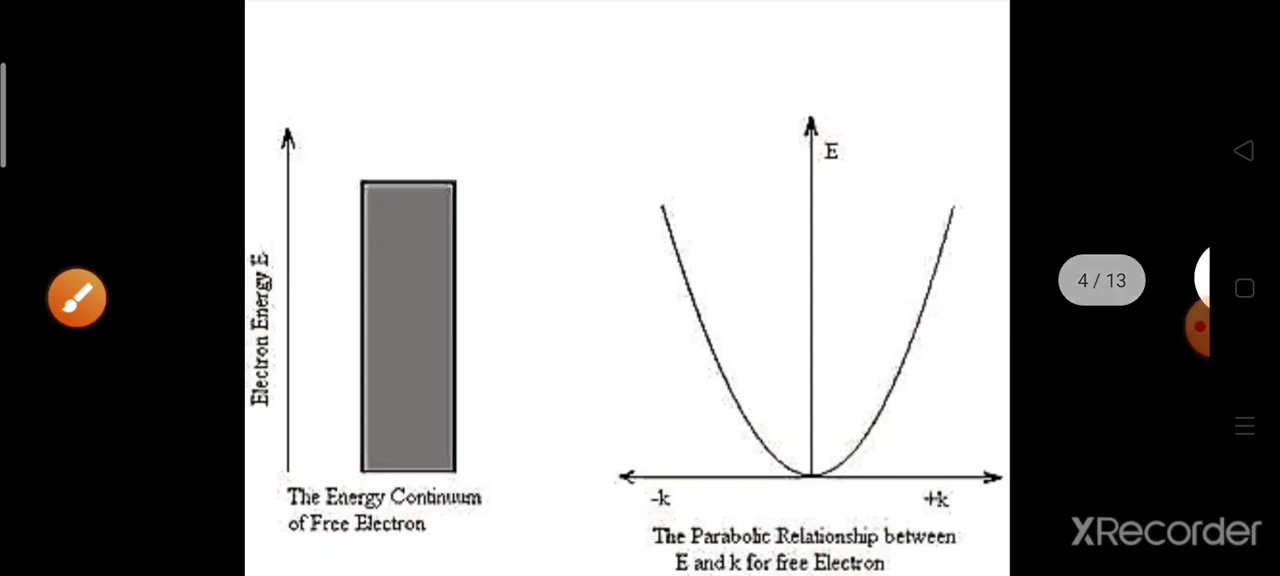 E
Electron Energy E
The Energy Continuum
of Free Electron
-k
+k
The Parabolic Relationship between
E and k for free Electron
4 / 13
XRecorder